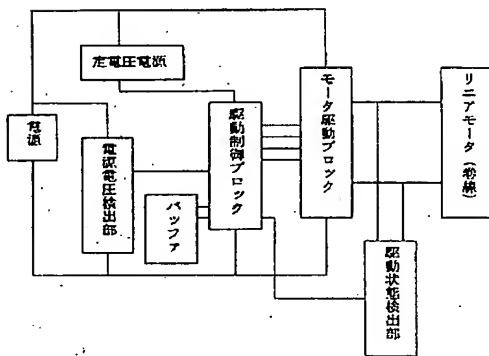 定電圧電源
電源
電源電圧検出部
バッファ
駆動制御ブロック
モータ駆動ブロック
リニアモータ(巻線)
駆動状態検出部